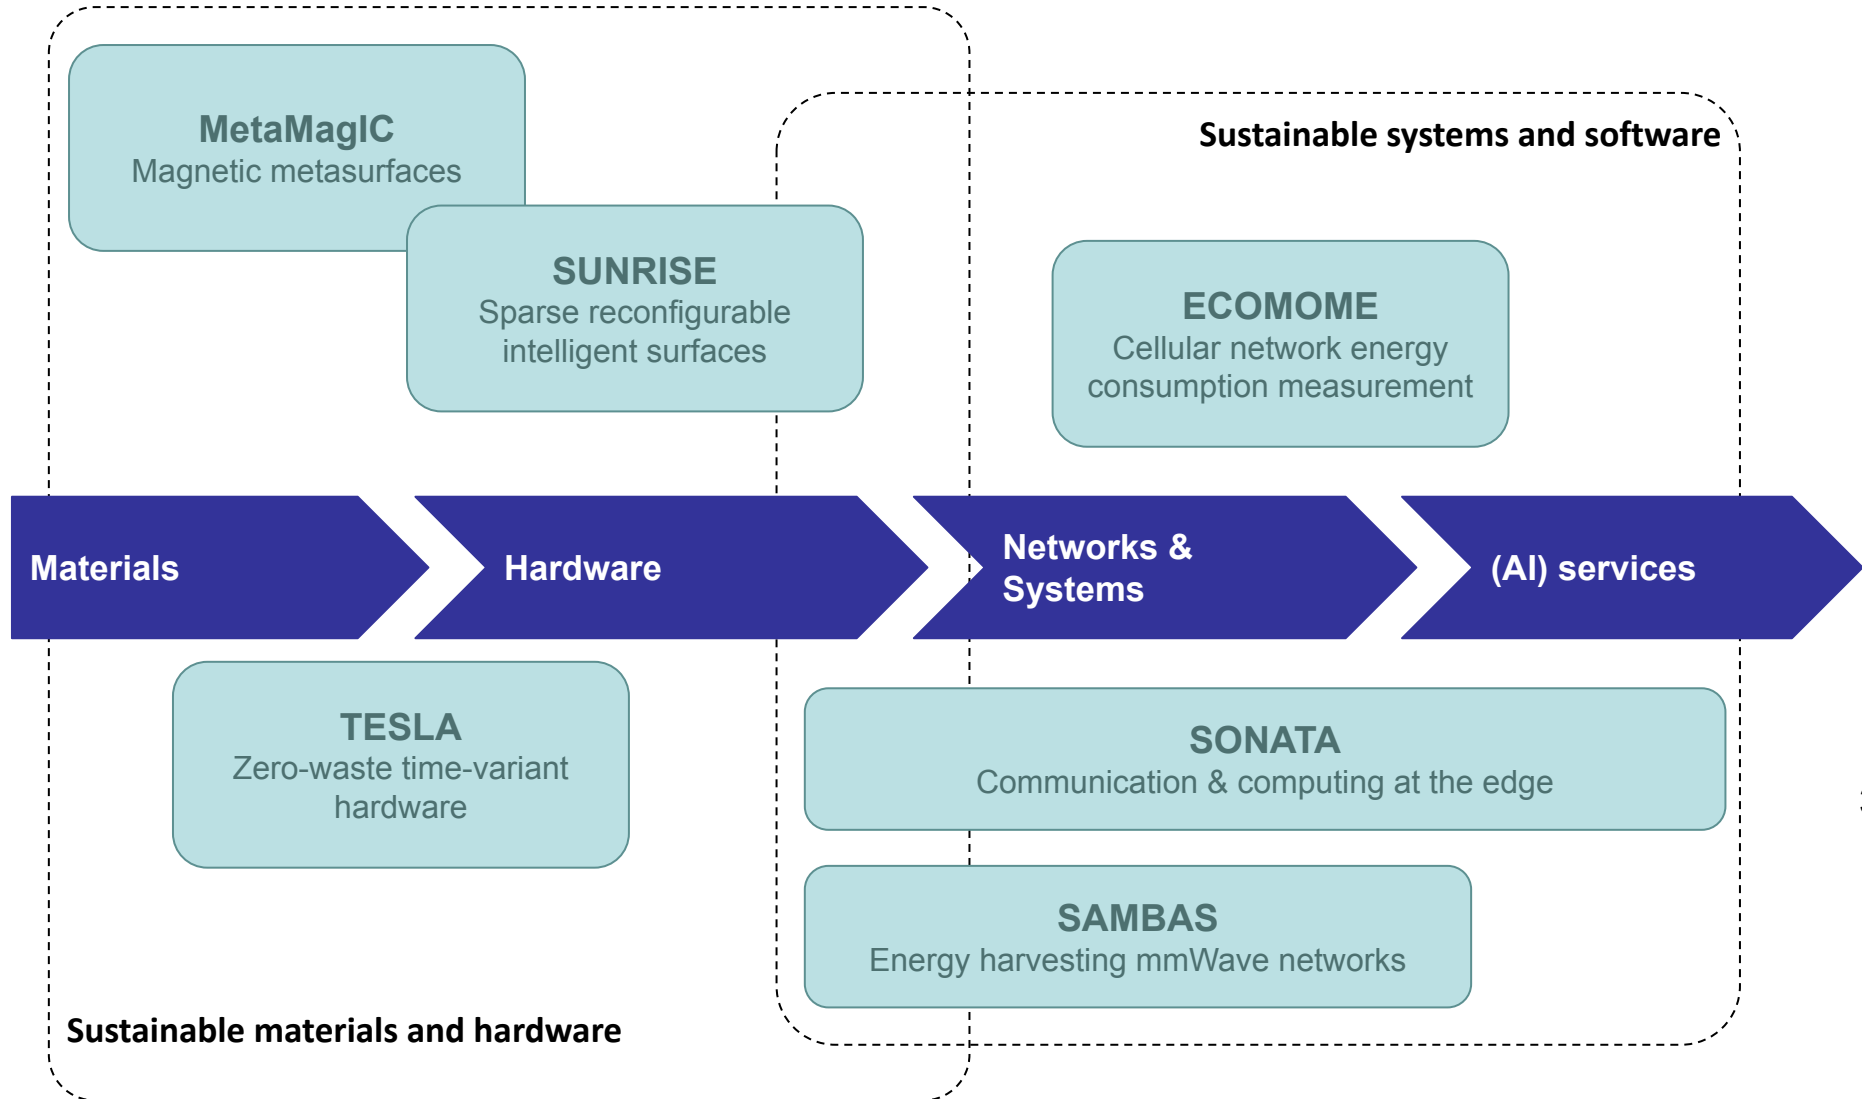 MetaMagIC
Magnetic metasurfaces
Sustainable systems and software
SUNRISE
Sparse reconfigurable
intelligent surfaces
ECOMOME
Cellular network energy
consumption measurement
Materials
Hardware
Networks &
Systems
(AI) services
TESLA
Zero-waste time-variant
hardware
SONATA
Communication & computing at the edge
SAMBAS
Energy harvesting mmWave networks
Sustainable materials and hardware